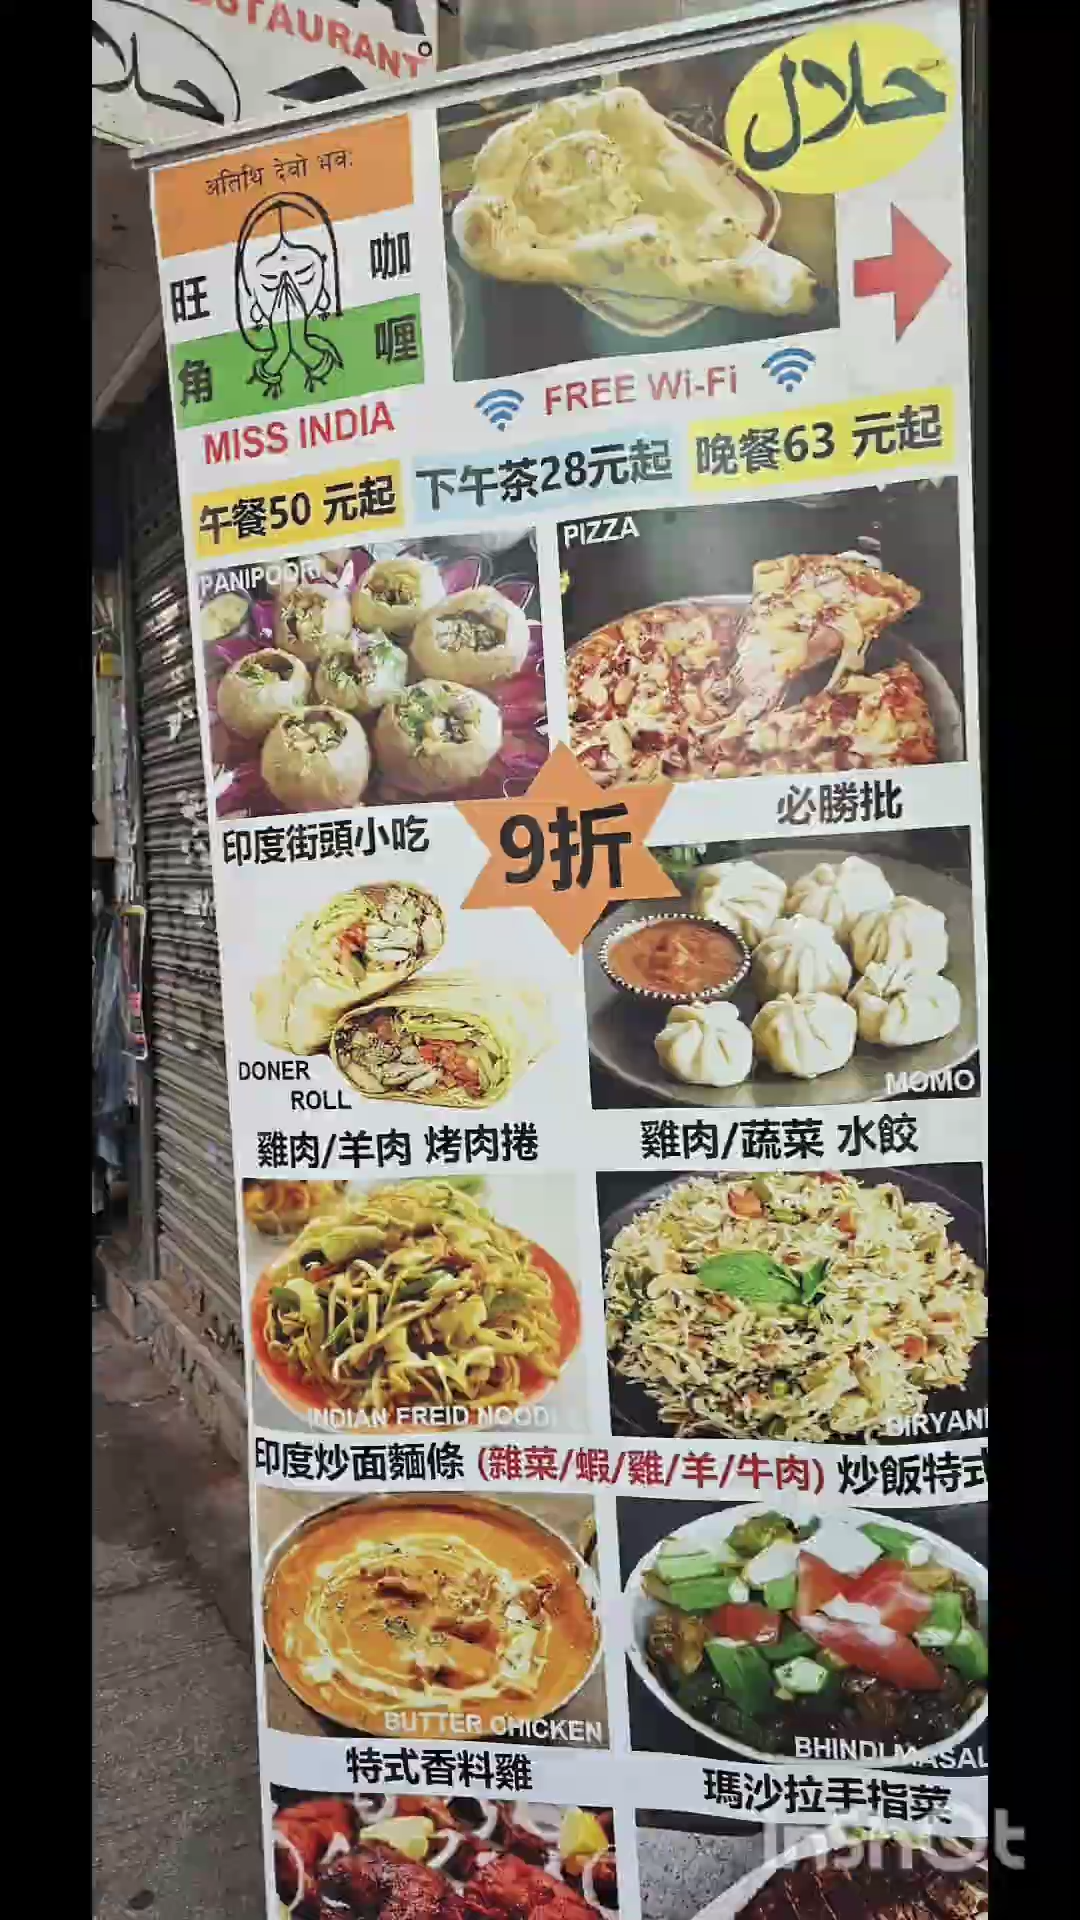 RESTAURANT
حلال
حلال
अतिथि देवो भव:
旺 咖
角 喱
MISS INDIA
FREE Wi-Fi
午餐50 元起
下午茶28元起
晚餐63 元起
PANIPOORI
PIZZA
印度街頭小吃
必勝批
9折
DONER
ROLL
MOMO
雞肉/羊肉 烤肉捲
雞肉/蔬菜 水餃
INDIAN FREID NOOD
BIRYANI
印度炒面麵條 (雜菜/蝦/雞/羊/牛肉) 炒飯特式
BUTTER CHICKEN
BHINDI MASAL
特式香料雞
瑪沙拉手指菜
InShOt